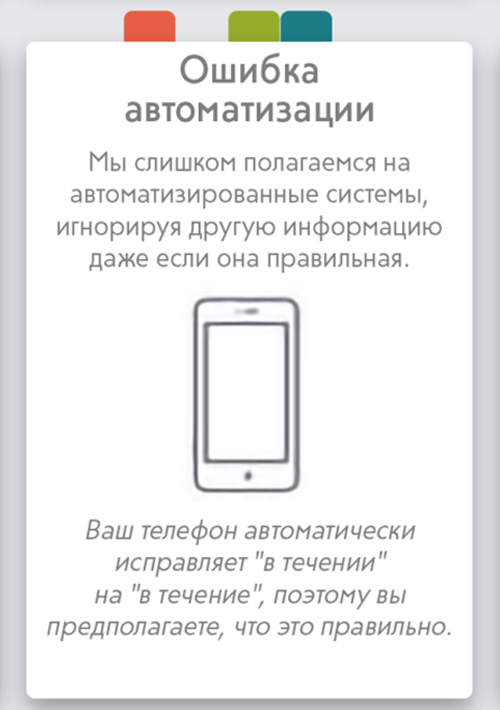 Ошибка
автоматизации
Мы слишком полагаемся на
автоматизированные системы,
игнорируя другую информацию
даже если она правильная.
Ваш телефон автоматически
исправляет "в течении"
на "в течение", поэтому вы
предполагаете, что это правильно.